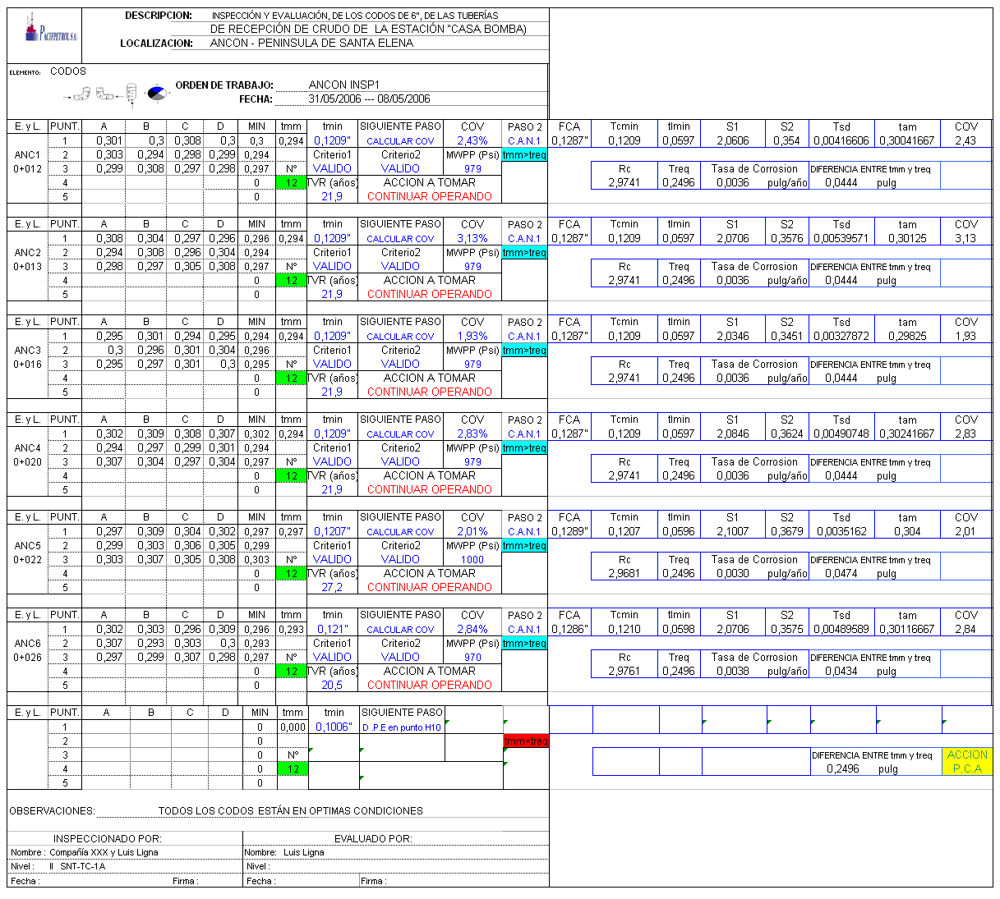 PACIFPETROL S.A.
DESCRIPCION: INSPECCIÓN Y EVALUACIÓN, DE LOS CODOS DE 6", DE LAS TUBERÍAS
DE RECEPCIÓN DE CRUDO DE LA ESTACIÓN "CASA BOMBA)
LOCALIZACION: ANCON - PENINSULA DE SANTA ELENA
ELEMENTO: CODOS
ORDEN DE TRABAJO: ANCON INSP1
FECHA: 31/05/2006 --- 08/05/2006
E. y L. PUNT. A B C D MIN tmm tmin SIGUIENTE PASO COV PASO 2 FCA Tcmin tlmin S1 S2 Tsd tam COV
1 0,301 0,3 0,308 0,3 0,3 0,294 0,1209" CALCULAR COV 2,43% C.A.N.1 0,1287" 0,1209 0,0597 2,0606 0,354 0,00416606 0,30041667 2,43
ANC1 2 0,303 0,294 0,298 0,299 0,294 Criterio1 Criterio2 MWPP (Psi) tmm>treq
0+012 3 0,299 0,308 0,297 0,298 0,297 Nº VALIDO VALIDO 979 Rc Treq Tasa de Corrosion DIFERENCIA ENTRE tmm y treq
4 0 12 TVR (años) ACCION A TOMAR 2,9741 0,2496 0,0036 pulg/año 0,0444 pulg
5 0 21,9 CONTINUAR OPERANDO
E. y L. PUNT. A B C D MIN tmm tmin SIGUIENTE PASO COV PASO 2 FCA Tcmin tlmin S1 S2 Tsd tam COV
1 0,308 0,304 0,297 0,296 0,296 0,294 0,1209" CALCULAR COV 3,13% C.A.N.1 0,1287" 0,1209 0,0597 2,0706 0,3576 0,00539571 0,30125 3,13
ANC2 2 0,294 0,308 0,296 0,304 0,294 Criterio1 Criterio2 MWPP (Psi) tmm>treq
0+013 3 0,298 0,297 0,305 0,308 0,297 Nº VALIDO VALIDO 979 Rc Treq Tasa de Corrosion DIFERENCIA ENTRE tmm y treq
4 0 12 TVR (años) ACCION A TOMAR 2,9741 0,2496 0,0036 pulg/año 0,0444 pulg
5 0 21,9 CONTINUAR OPERANDO
E. y L. PUNT. A B C D MIN tmm tmin SIGUIENTE PASO COV PASO 2 FCA Tcmin tlmin S1 S2 Tsd tam COV
1 0,295 0,301 0,294 0,295 0,294 0,294 0,1209" CALCULAR COV 1,93% C.A.N.1 0,1287" 0,1209 0,0597 2,0346 0,3451 0,00327872 0,29825 1,93
ANC3 2 0,3 0,296 0,301 0,304 0,296 Criterio1 Criterio2 MWPP (Psi) tmm>treq
0+016 3 0,295 0,297 0,301 0,3 0,295 Nº VALIDO VALIDO 979 Rc Treq Tasa de Corrosion DIFERENCIA ENTRE tmm y treq
4 0 12 TVR (años) ACCION A TOMAR 2,9741 0,2496 0,0036 pulg/año 0,0444 pulg
5 0 21,9 CONTINUAR OPERANDO
E. y L. PUNT. A B C D MIN tmm tmin SIGUIENTE PASO COV PASO 2 FCA Tcmin tlmin S1 S2 Tsd tam COV
1 0,302 0,309 0,308 0,307 0,302 0,294 0,1209" CALCULAR COV 2,83% C.A.N.1 0,1287" 0,1209 0,0597 2,0846 0,3624 0,00490748 0,30241667 2,83
ANC4 2 0,294 0,297 0,299 0,301 0,294 Criterio1 Criterio2 MWPP (Psi) tmm>treq
0+020 3 0,307 0,304 0,297 0,304 0,297 Nº VALIDO VALIDO 979 Rc Treq Tasa de Corrosion DIFERENCIA ENTRE tmm y treq
4 0 12 TVR (años) ACCION A TOMAR 2,9741 0,2496 0,0036 pulg/año 0,0444 pulg
5 0 21,9 CONTINUAR OPERANDO
E. y L. PUNT. A B C D MIN tmm tmin SIGUIENTE PASO COV PASO 2 FCA Tcmin tlmin S1 S2 Tsd tam COV
1 0,297 0,309 0,304 0,302 0,297 0,297 0,1207" CALCULAR COV 2,01% C.A.N.1 0,1289" 0,1207 0,0596 2,1007 0,3679 0,0035162 0,304 2,01
ANC5 2 0,299 0,303 0,306 0,305 0,299 Criterio1 Criterio2 MWPP (Psi) tmm>treq
0+022 3 0,303 0,307 0,305 0,308 0,303 Nº VALIDO VALIDO 1000 Rc Treq Tasa de Corrosion DIFERENCIA ENTRE tmm y treq
4 0 12 TVR (años) ACCION A TOMAR 2,9681 0,2496 0,0030 pulg/año 0,0474 pulg
5 0 27,2 CONTINUAR OPERANDO
E. y L. PUNT. A B C D MIN tmm tmin SIGUIENTE PASO COV PASO 2 FCA Tcmin tlmin S1 S2 Tsd tam COV
1 0,302 0,303 0,296 0,309 0,296 0,293 0,121" CALCULAR COV 2,84% C.A.N.1 0,1286" 0,1210 0,0598 2,0706 0,3575 0,00489589 0,30116667 2,84
ANC6 2 0,307 0,293 0,303 0,3 0,293 Criterio1 Criterio2 MWPP (Psi) tmm>treq
0+026 3 0,297 0,299 0,307 0,298 0,297 Nº VALIDO VALIDO 970 Rc Treq Tasa de Corrosion DIFERENCIA ENTRE tmm y treq
4 0 12 TVR (años) ACCION A TOMAR 2,9761 0,2496 0,0038 pulg/año 0,0434 pulg
5 0 20,5 CONTINUAR OPERANDO
E. y L. PUNT. A B C D MIN tmm tmin SIGUIENTE PASO
1 0 0,000 0,1006" D .P.E en punto H10
2 0 tmm<treq
3 0 Nº DIFERENCIA ENTRE tmm y treq ACCION
4 0 12 0,2496 pulg P.C.A
5 0
OBSERVACIONES: TODOS LOS CODOS ESTÁN EN OPTIMAS CONDICIONES
INSPECCIONADO POR: EVALUADO POR:
Nombre : Compañía XXX y Luis Ligna Nombre: Luis Ligna
Nivel : II SNT-TC-1A Nivel :
Fecha : Firma : Fecha : Firma :